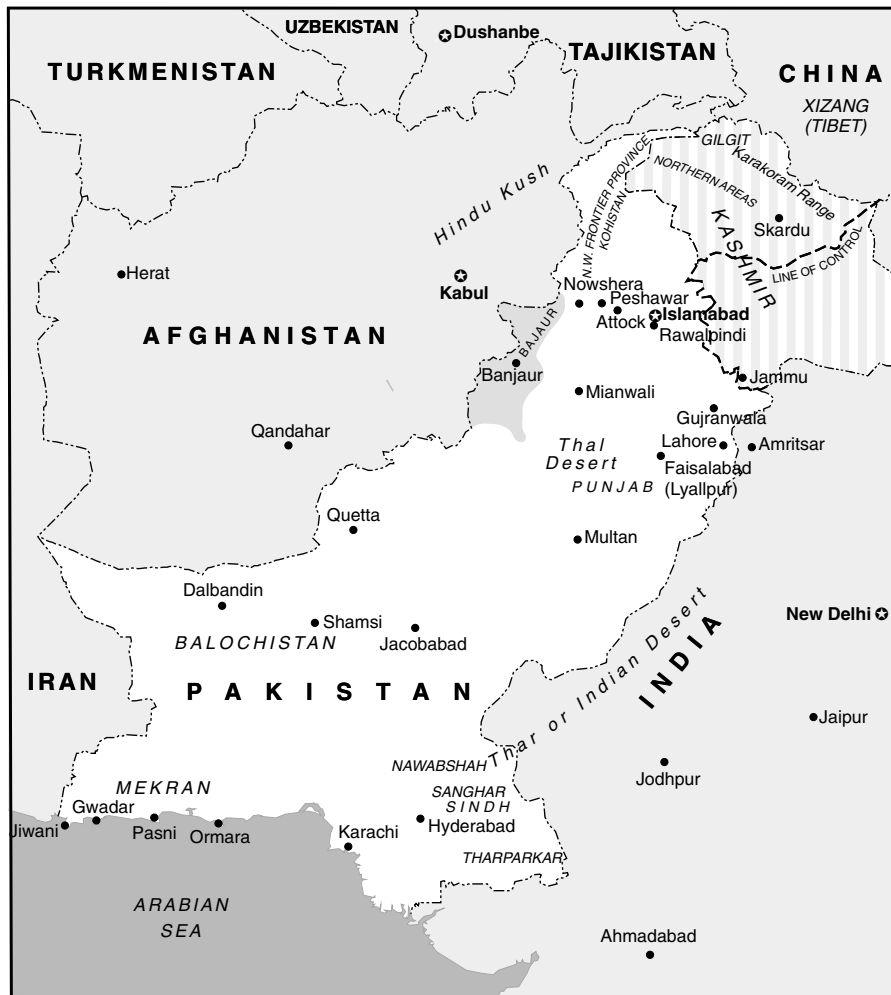 UZBEKISTAN
Dushanbe
TAJIKISTAN
TURKMENISTAN
CHINA
XIZANG
(TIBET)
GILGIT
Karakoram Range
NORTHERN AREAS
N.W. FRONTIER PROVINCE
KOHISTAN
Hindu Kush
Skardu
KASHMIR
LINE OF CONTROL
Herat
Kabul
Nowshera
Peshawar
Islamabad
Attock
Rawalpindi
AFGHANISTAN
BAJAUR
Banjaur
Jammu
Mianwali
Gujranwala
Qandahar
Thal
Desert
Lahore
Amritsar
Faisalabad
(Lyallpur)
PUNJAB
Quetta
Multan
Dalbandin
Shamsi
Jacobabad
BALOCHISTAN
New Delhi
Thar or Indian Desert
INDIA
IRAN
PAKISTAN
Jaipur
Jodhpur
NAWABSHAH
SANGHAR
SINDH
MEKRAN
Gwadar
Jiwani
Pasni
Ormara
Karachi
Hyderabad
THARPARKAR
ARABIAN
SEA
Ahmadabad